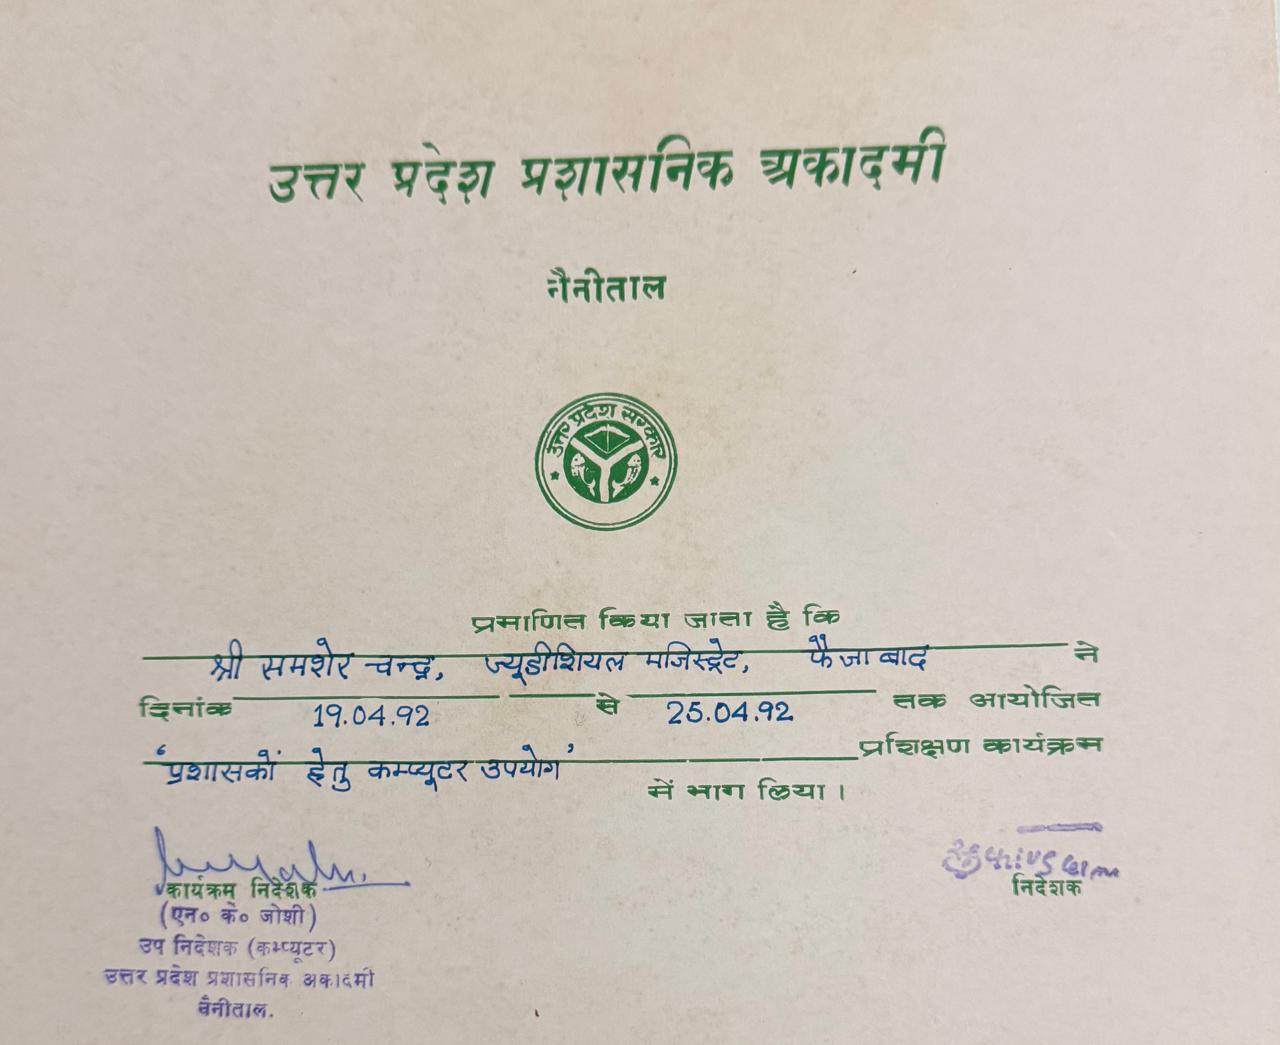 उत्तर प्रदेश प्रशासनिक अकादमी
नैनीताल
उत्तर प्रदेश सरकार
प्रमाणित किया जाता है कि
श्री समशेर चन्द्र, ज्यूडीशियल मजिस्ट्रेट, फैजाबाद ने
दिनांक 19.04.92 से 25.04.92 तक आयोजित
'प्रशासकों हेतु कम्प्यूटर उपयोग' प्रशिक्षण कार्यक्रम
में भाग लिया।
कार्यक्रम निदेशक
(एन० के० जोशी)
उप निदेशक (कम्प्यूटर)
उत्तर प्रदेश प्रशासनिक अकादमी
नैनीताल.
निदेशक